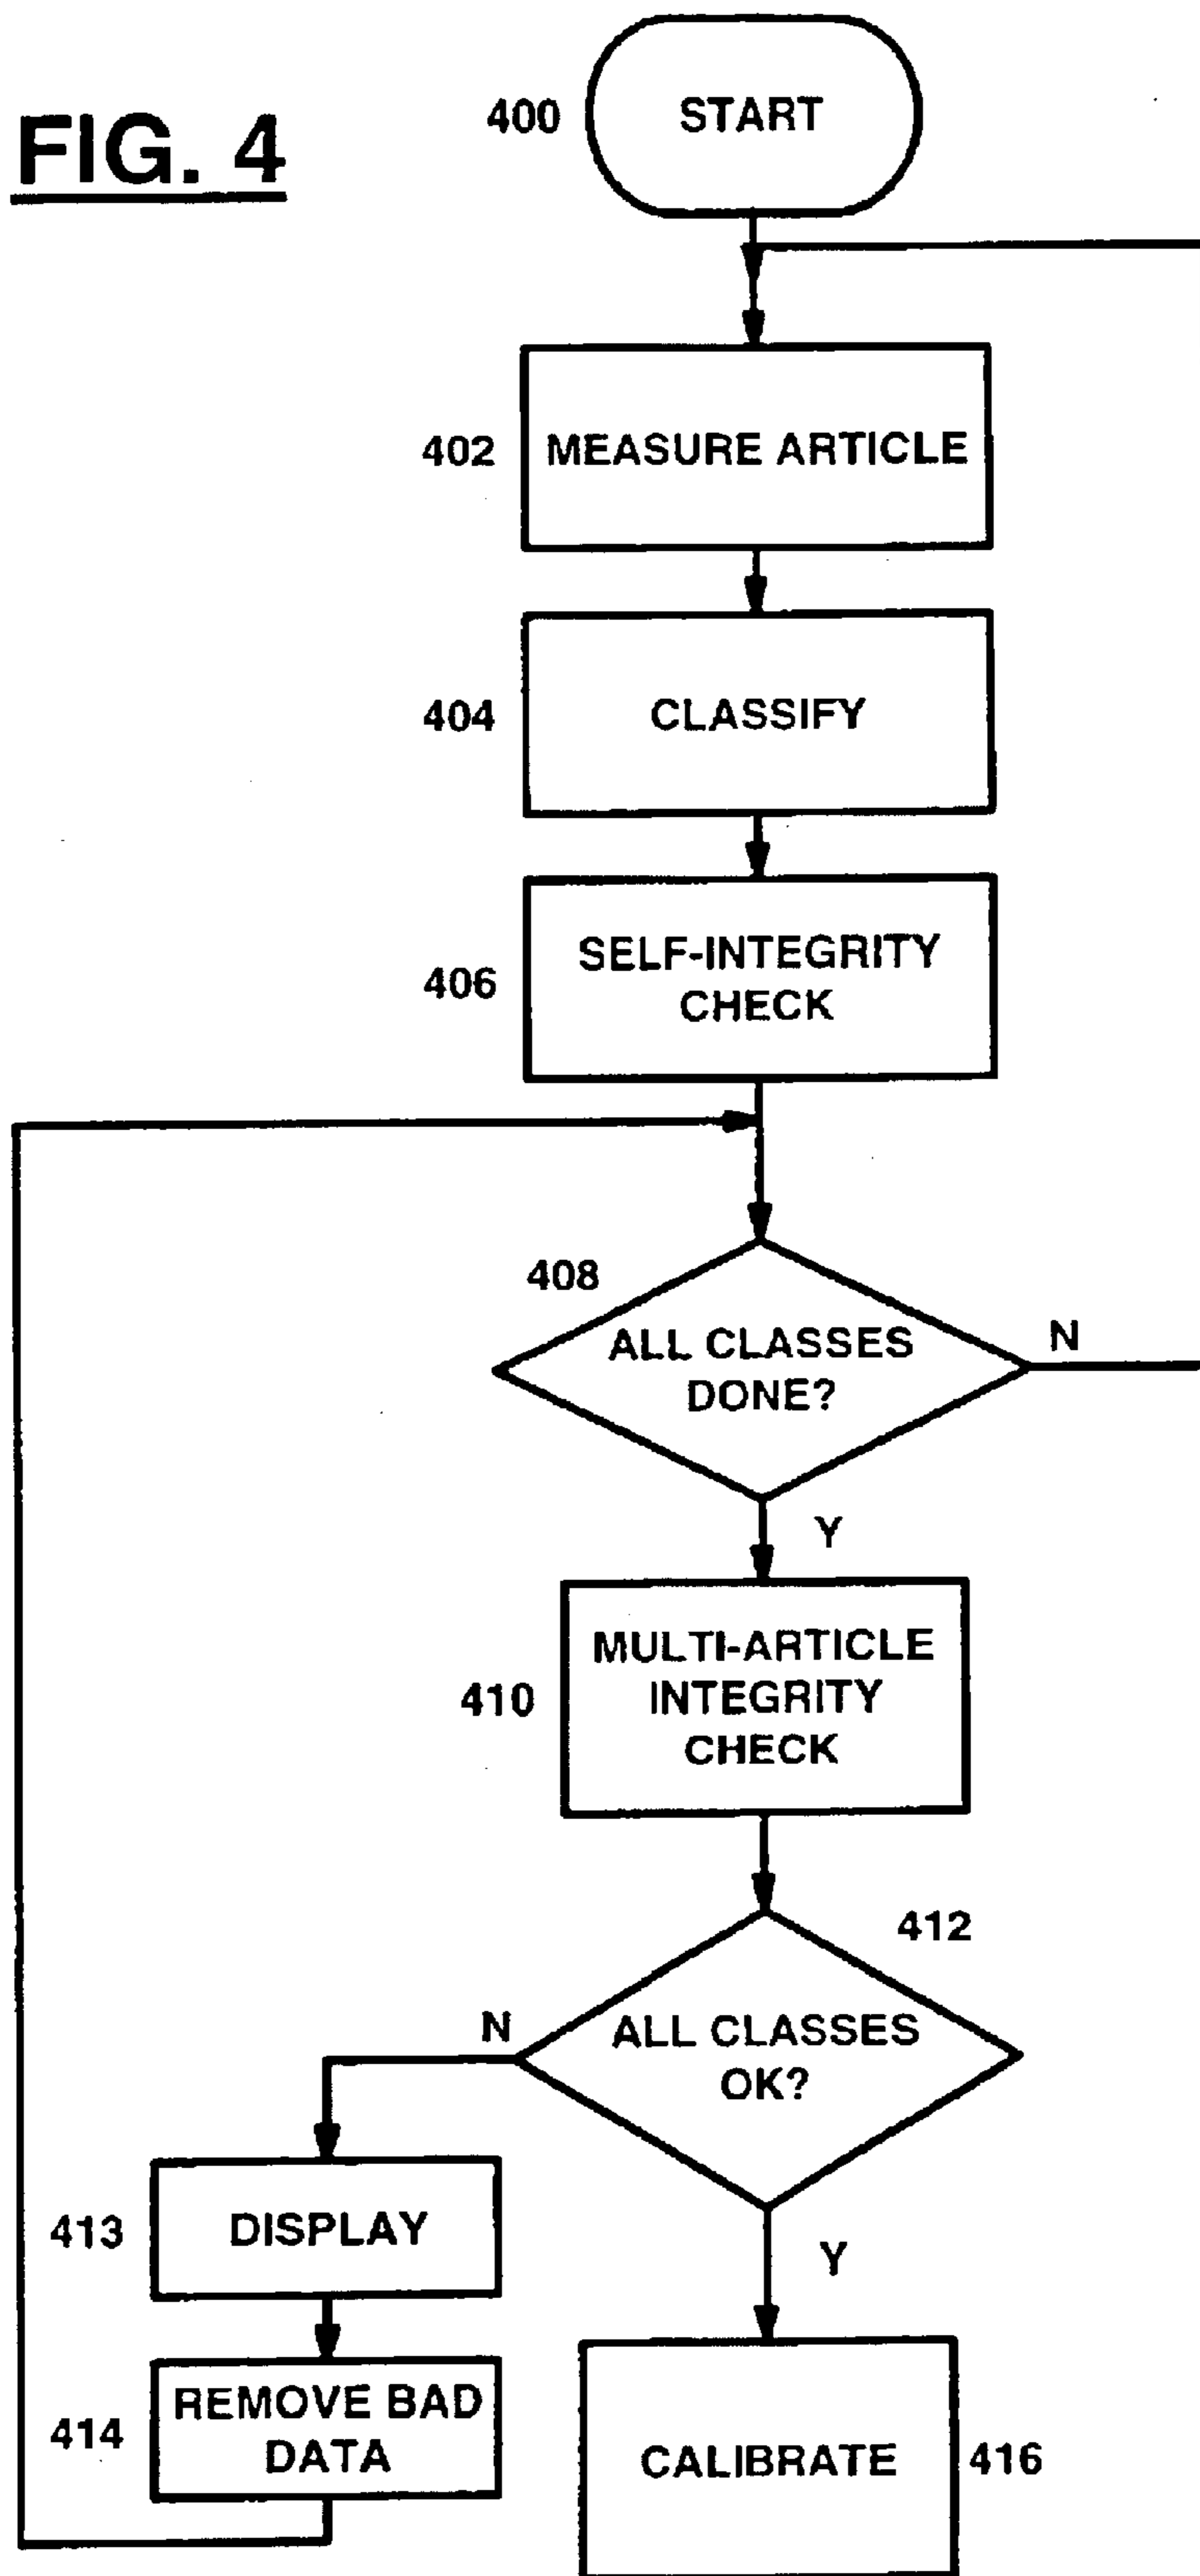 FIG. 4
400
START
402
MEASURE ARTICLE
404
CLASSIFY
406
SELF-INTEGRITY
CHECK
408
ALL CLASSES
DONE?
N
Y
410
MULTI-ARTICLE
INTEGRITY
CHECK
412
ALL CLASSES
OK?
N
Y
413
DISPLAY
414
REMOVE BAD
DATA
CALIBRATE
416